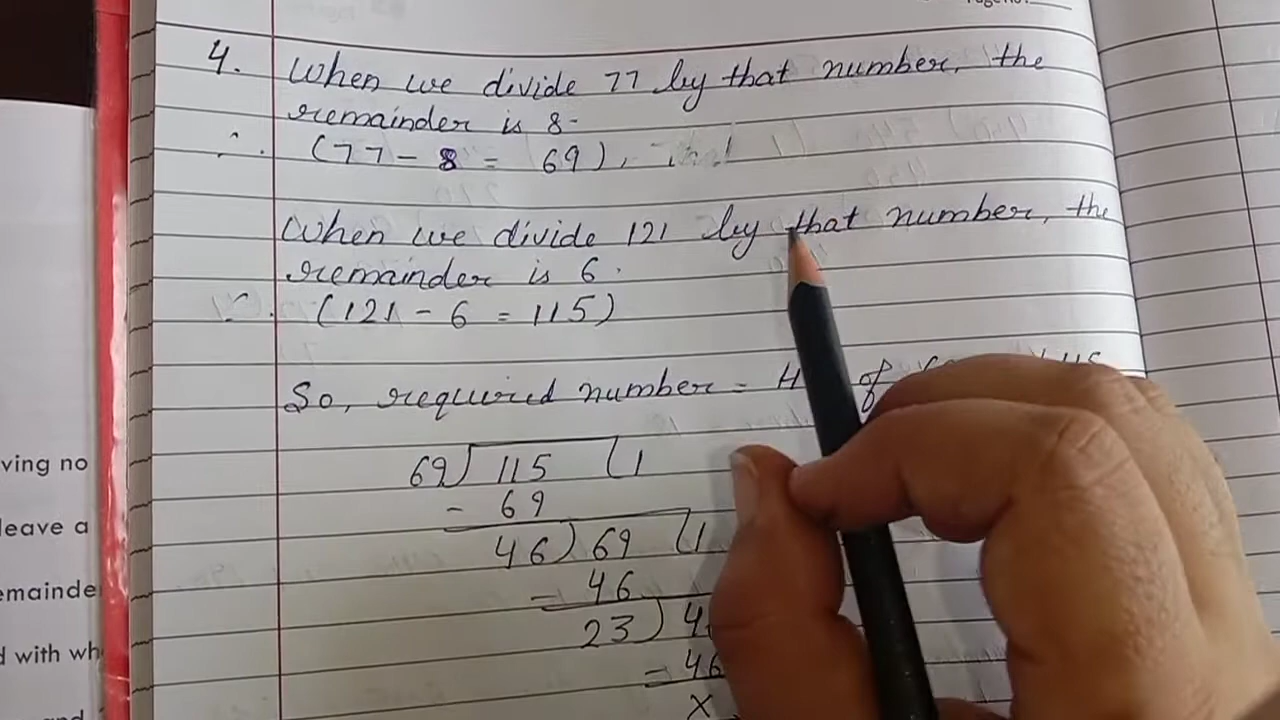 4. When we divide 77 by that number, the
remainder is 8.
∴ (77 - 8 = 69),
When we divide 121 by that number, the
remainder is 6.
∴ (121 - 6 = 115)
So, required number = H of
69) 115 (1
- 69
46) 69 (1
- 46
23) 4
- 46
x
ving no
leave a
emainde
d with wh